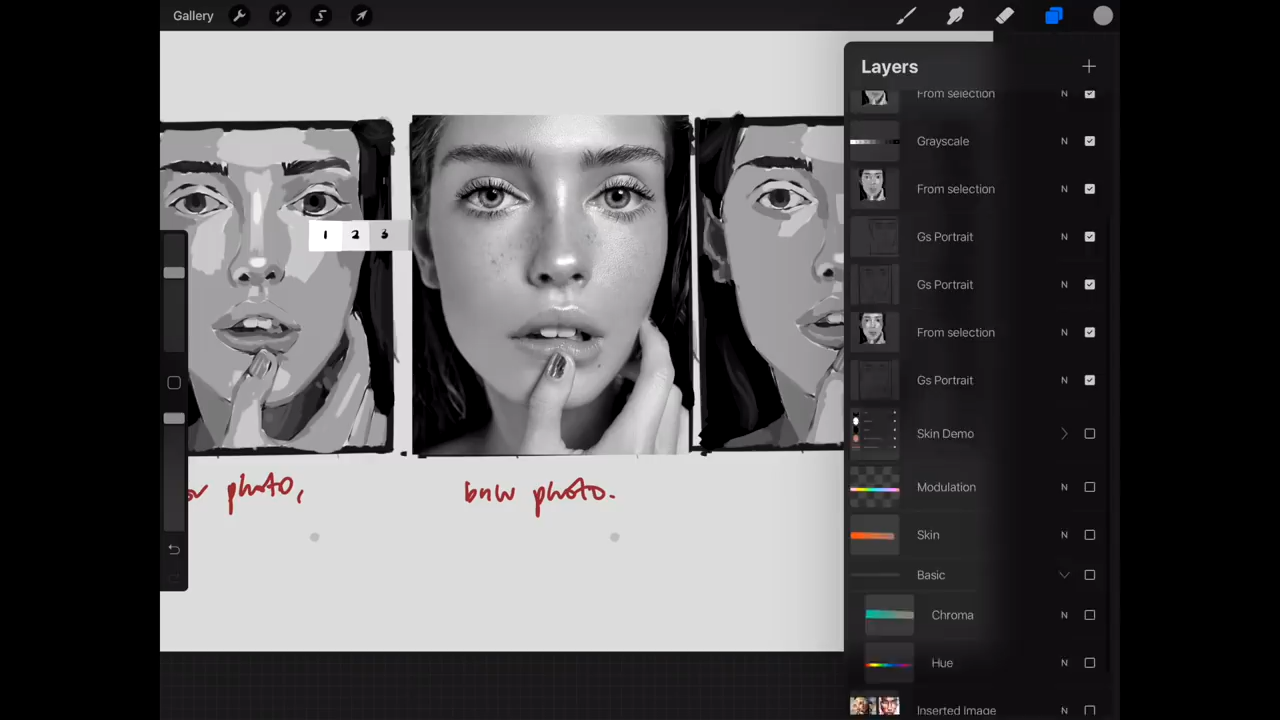 Gallery
Layers
From selection N
Grayscale N
From selection N
Gs Portrait N
Gs Portrait N
From selection N
Gs Portrait N
Skin Demo
Modulation N
Skin N
Basic
Chroma N
Hue N
Inserted Image N
1 2 3
photo,
bnw photo.